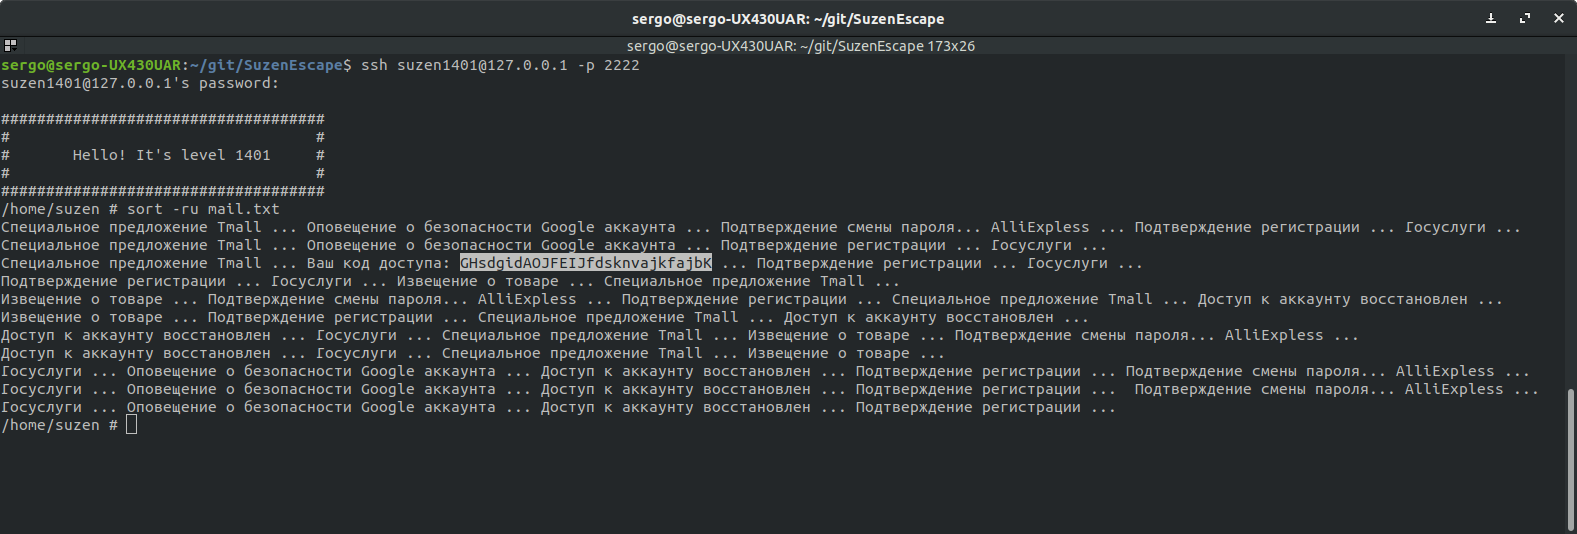 sergo@sergo-UX430UAR: ~/git/SuzenEscape
sergo@sergo-UX430UAR: ~/git/SuzenEscape 173x26
sergo@sergo-UX430UAR:~/git/SuzenEscape$ ssh suzen1401@127.0.0.1 -p 2222
suzen1401@127.0.0.1's password:
####################################
#                                  #
#       Hello! It's level 1401     #
#                                  #
####################################
/home/suzen # sort -ru mail.txt
Специальное предложение Tmall ... Оповещение о безопасности Google аккаунта ... Подтверждение смены пароля... AlliExpless ... Подтверждение регистрации ... Госуслуги ...
Специальное предложение Tmall ... Оповещение о безопасности Google аккаунта ... Подтверждение регистрации ... Госуслуги ...
Специальное предложение Tmall ... Ваш код доступа: GHsdgidAOJFEIJfdsknvajkfajbK ... Подтверждение регистрации ... Госуслуги ...
Подтверждение регистрации ... Госуслуги ... Извещение о товаре ... Специальное предложение Tmall ...
Извещение о товаре ... Подтверждение смены пароля... AlliExpless ... Подтверждение регистрации ... Специальное предложение Tmall ... Доступ к аккаунту восстановлен ...
Извещение о товаре ... Подтверждение регистрации ... Специальное предложение Tmall ... Доступ к аккаунту восстановлен ...
Доступ к аккаунту восстановлен ... Госуслуги ... Специальное предложение Tmall ... Извещение о товаре ... Подтверждение смены пароля... AlliExpless ...
Доступ к аккаунту восстановлен ... Госуслуги ... Специальное предложение Tmall ... Извещение о товаре ...
Госуслуги ... Оповещение о безопасности Google аккаунта ... Доступ к аккаунту восстановлен ... Подтверждение регистрации ... Подтверждение смены пароля... AlliExpless ...
Госуслуги ... Оповещение о безопасности Google аккаунта ... Доступ к аккаунту восстановлен ... Подтверждение регистрации ...  Подтверждение смены пароля... AlliExpless ...
Госуслуги ... Оповещение о безопасности Google аккаунта ... Доступ к аккаунту восстановлен ... Подтверждение регистрации ...
/home/suzen #